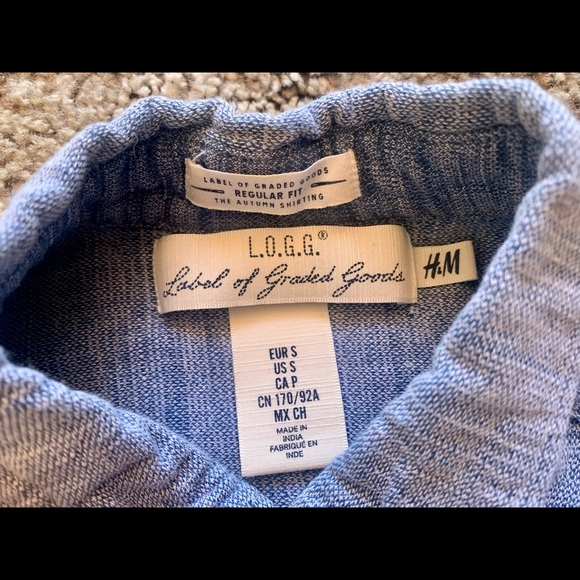 LABEL OF GRADED GOODS
REGULAR FIT
THE AUTUMN SHIRTING
L.O.G.G.®
Label of Graded Goods
H&M
EUR S
US S
CA P
CN 170/92A
MX CH
MADE IN
INDIA
FABRIQUÉ EN
INDE